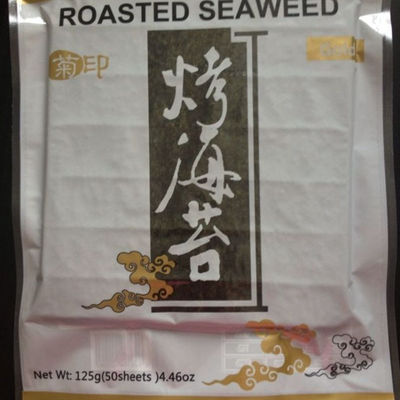 ROASTED SEAWEED
菊印
烤海苔
Net Wt: 125g(50sheets )4.46oz